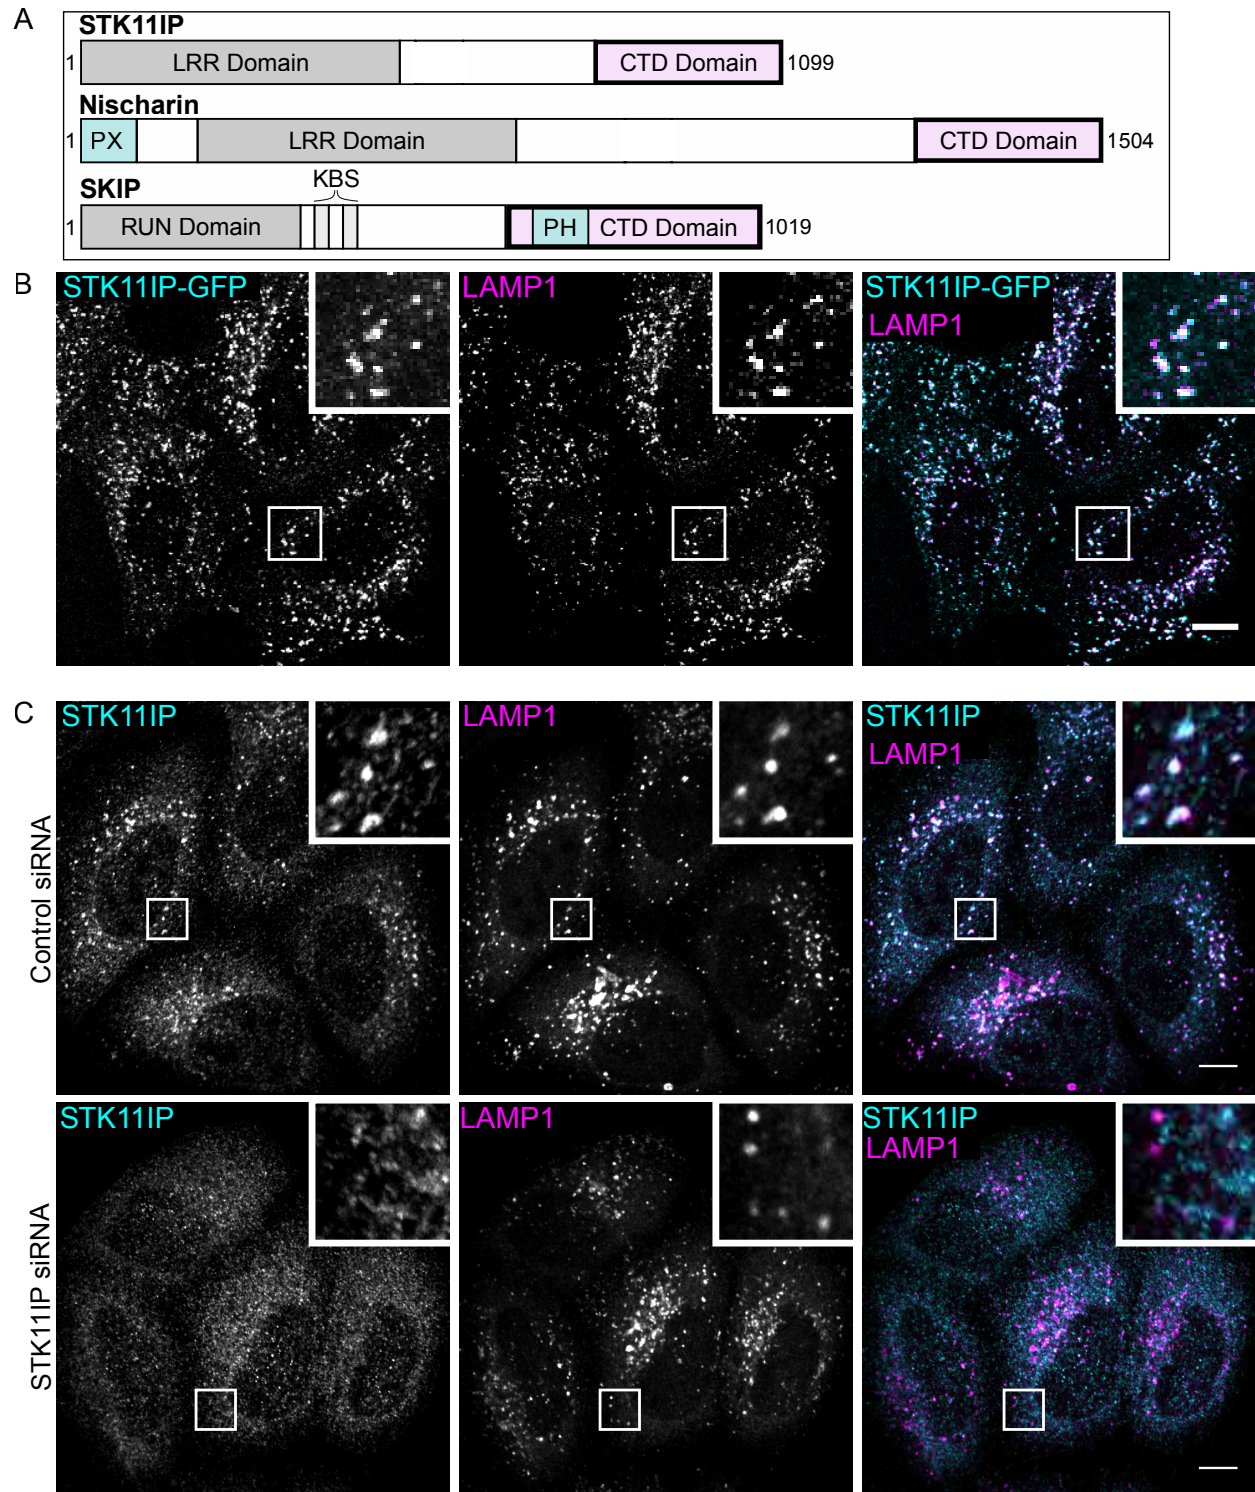 A
STK11IP
1 LRR Domain CTD Domain 1099
Nischarin
1 PX LRR Domain CTD Domain 1504
SKIP
KBS
1 RUN Domain PH CTD Domain 1019
B
STK11IP-GFP LAMP1 STK11IP-GFP
LAMP1
C
Control siRNA
STK11IP LAMP1 STK11IP
LAMP1
STK11IP siRNA
STK11IP LAMP1 STK11IP
LAMP1